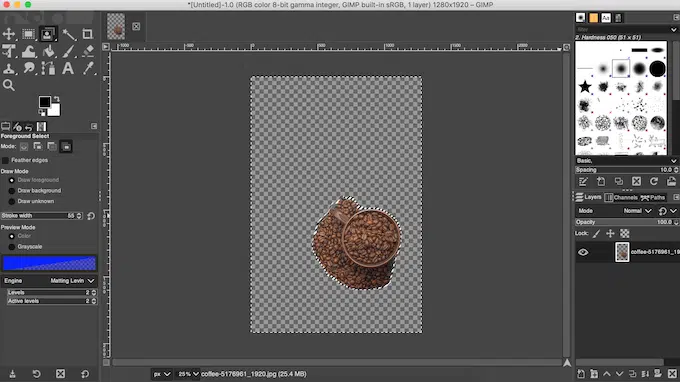 *[Untitled]-1.0 (RGB color 8-bit gamma integer, GIMP built-in sRGB, 1 layer) 1280x1920 – GIMP
Foreground Select
Mode:
Feather edges
Draw Mode
Draw foreground
Draw background
Draw unknown
Stroke width 55
Preview Mode
Color
Grayscale
Engine Matting Levin
Levels 2
Active levels 2
px 25% coffee-5176961_1920.jpg (25.4 MB)
2. Hardness 050 (51 x 51)
Basic,
Spacing 10.0
Layers Channels Paths
Mode Normal
Opacity 100.0
Lock:
coffee-5176961_19